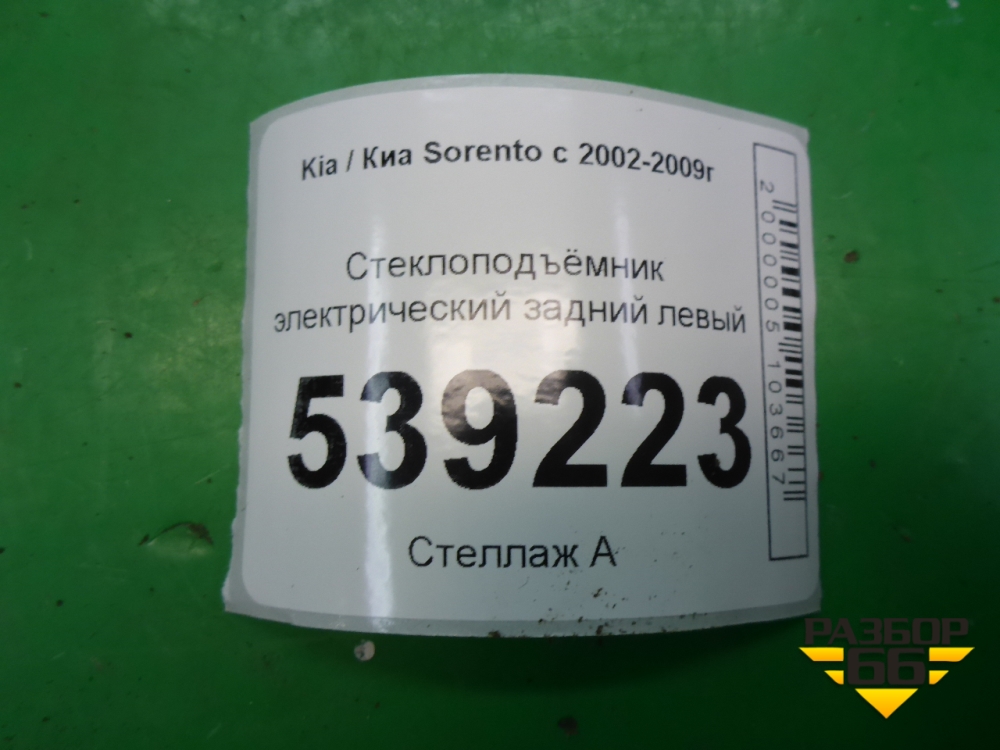 Kia / Киа Sorento с 2002-2009г
Стеклоподъёмник
электрический задний левый
539223
Стеллаж А
2000005103667
РАЗБОР
66